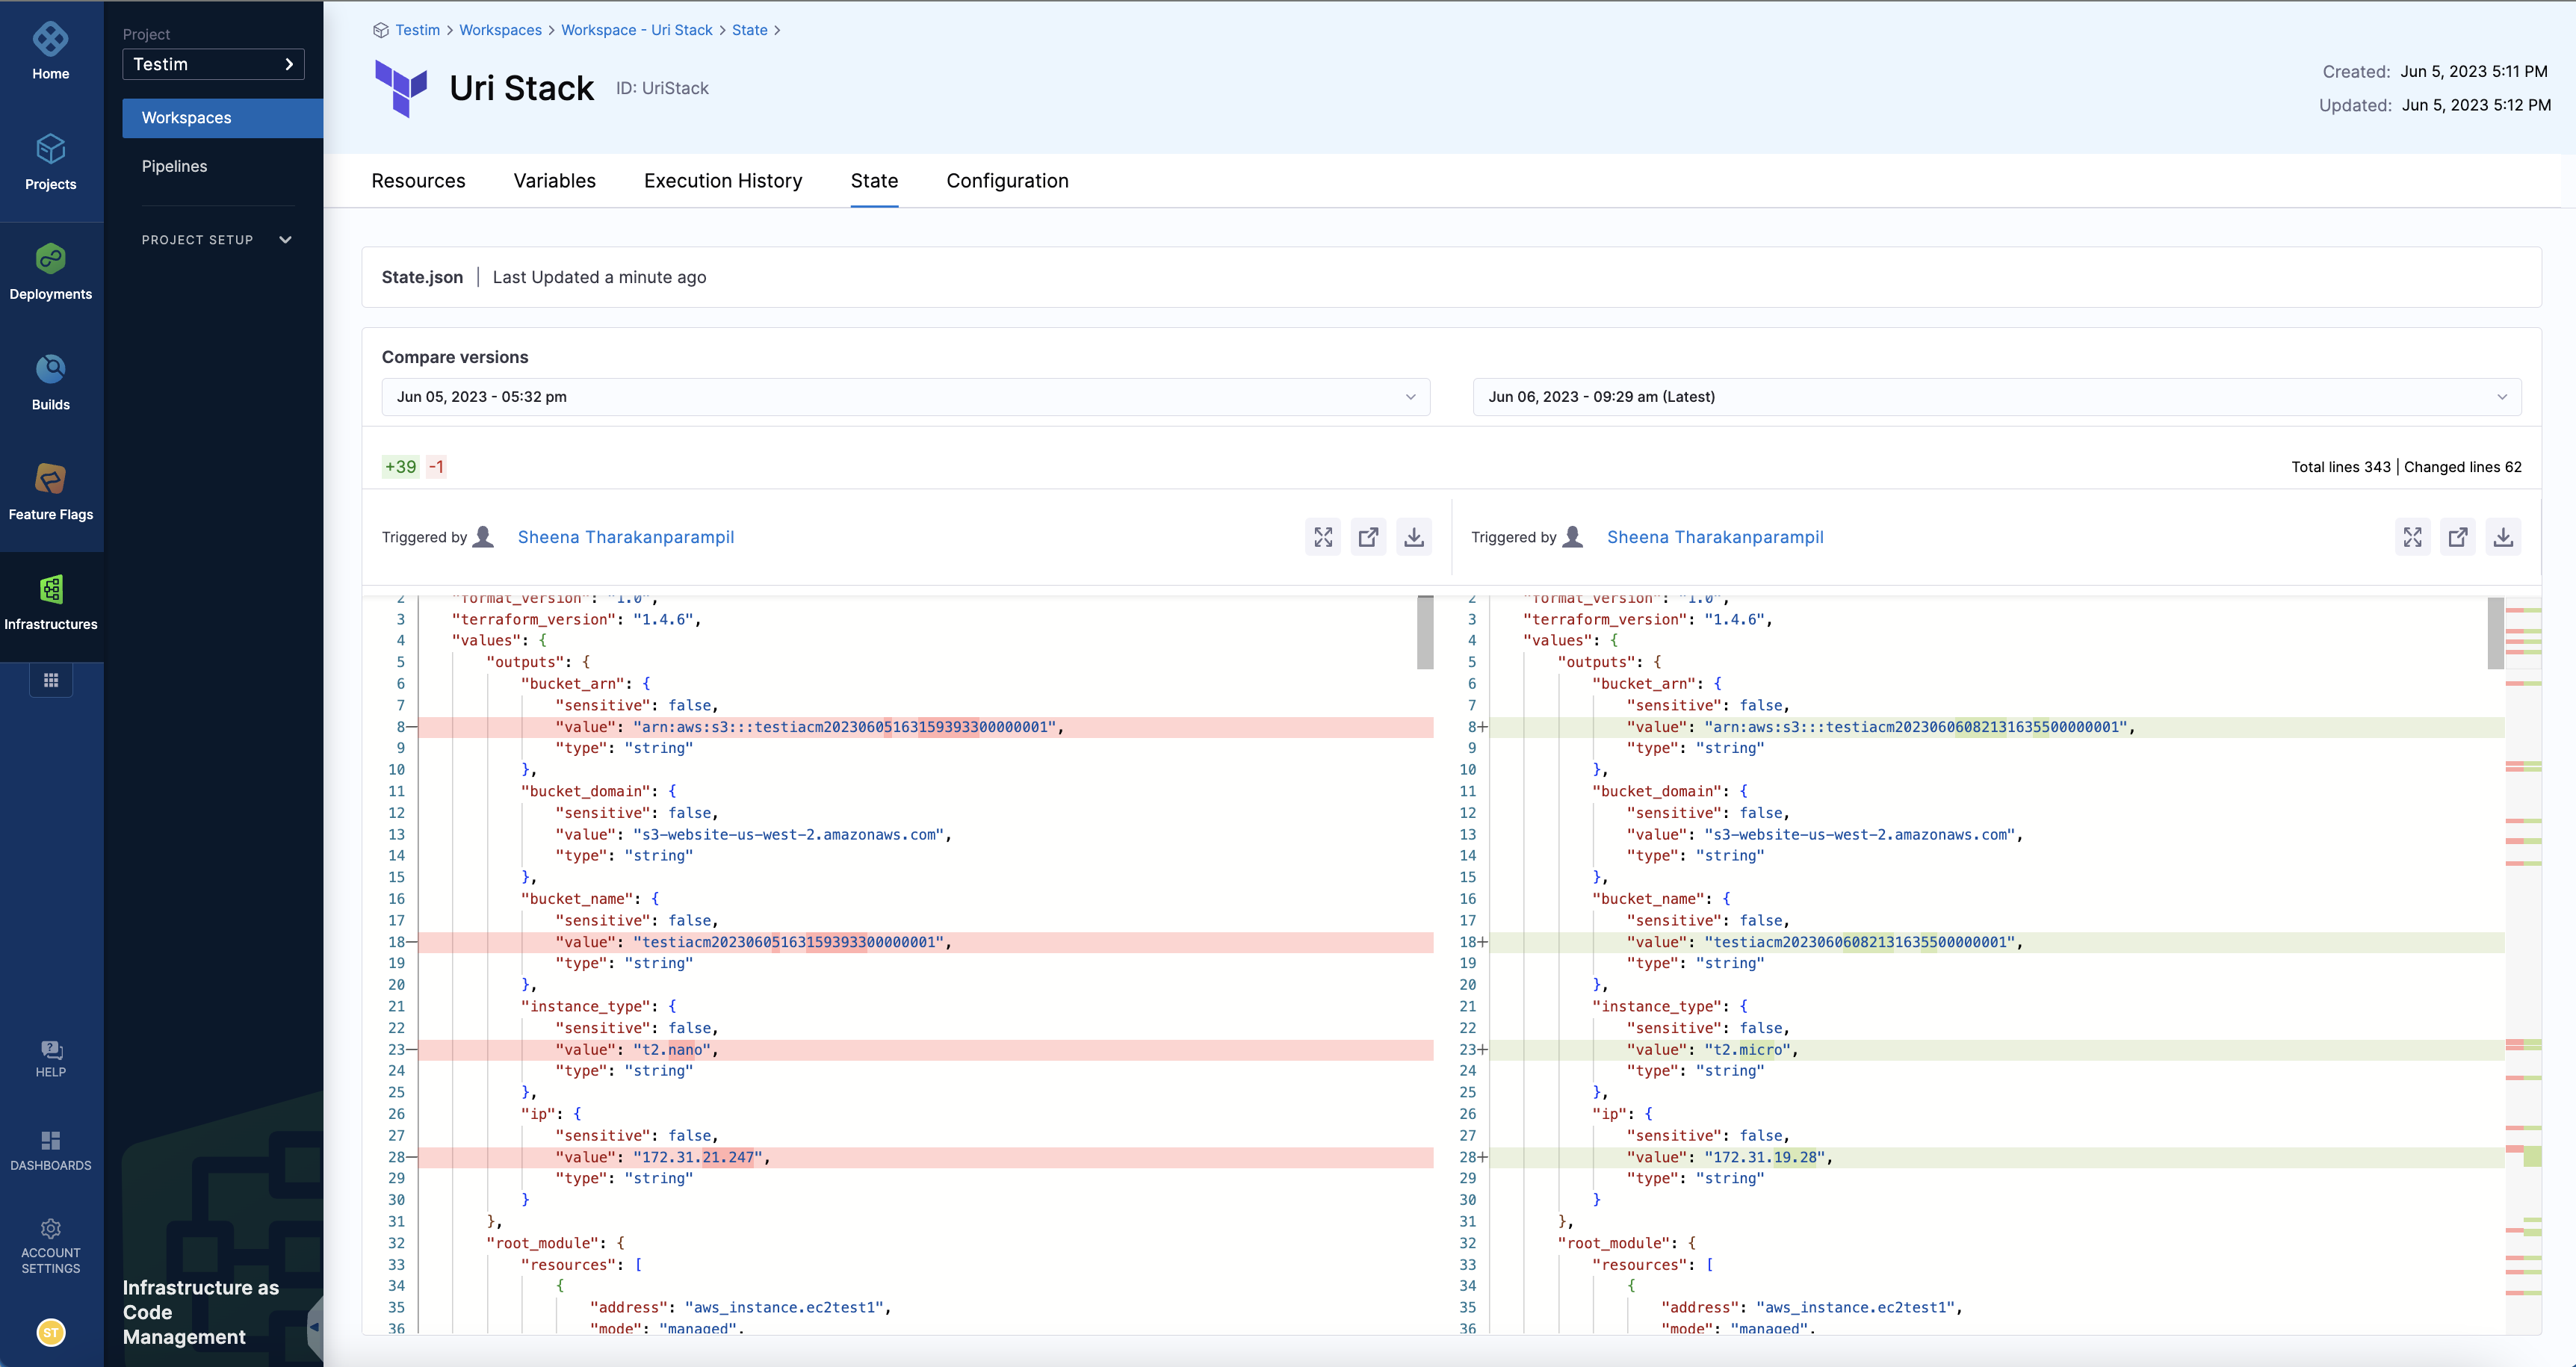 Home
Projects
Deployments
Builds
Feature Flags
Infrastructures
HELP
DASHBOARDS
ACCOUNT
SETTINGS
ST
Project
Testim
Workspaces
Pipelines
PROJECT SETUP
Infrastructure as
Code
Management
Testim > Workspaces > Workspace - Uri Stack > State >
Uri Stack ID: UriStack
Created: Jun 5, 2023 5:11 PM
Updated: Jun 5, 2023 5:12 PM
Resources Variables Execution History State Configuration
State.json | Last Updated a minute ago
Compare versions
Jun 05, 2023 - 05:32 pm
Jun 06, 2023 - 09:29 am (Latest)
+39 -1
Total lines 343 | Changed lines 62
Triggered by Sheena Tharakanparampil
Triggered by Sheena Tharakanparampil
2 "format_version": "1.0",
3 "terraform_version": "1.4.6",
4 "values": {
5 "outputs": {
6 "bucket_arn": {
7 "sensitive": false,
8− "value": "arn:aws:s3:::testiacm20230605163159393300000001",
9 "type": "string"
10 },
11 "bucket_domain": {
12 "sensitive": false,
13 "value": "s3-website-us-west-2.amazonaws.com",
14 "type": "string"
15 },
16 "bucket_name": {
17 "sensitive": false,
18− "value": "testiacm20230605163159393300000001",
19 "type": "string"
20 },
21 "instance_type": {
22 "sensitive": false,
23− "value": "t2.nano",
24 "type": "string"
25 },
26 "ip": {
27 "sensitive": false,
28− "value": "172.31.21.247",
29 "type": "string"
30 }
31 },
32 "root_module": {
33 "resources": [
34 {
35 "address": "aws_instance.ec2test1",
36 "mode": "managed",
2 "format_version": "1.0",
3 "terraform_version": "1.4.6",
4 "values": {
5 "outputs": {
6 "bucket_arn": {
7 "sensitive": false,
8+ "value": "arn:aws:s3:::testiacm20230606082131635500000001",
9 "type": "string"
10 },
11 "bucket_domain": {
12 "sensitive": false,
13 "value": "s3-website-us-west-2.amazonaws.com",
14 "type": "string"
15 },
16 "bucket_name": {
17 "sensitive": false,
18+ "value": "testiacm20230606082131635500000001",
19 "type": "string"
20 },
21 "instance_type": {
22 "sensitive": false,
23+ "value": "t2.micro",
24 "type": "string"
25 },
26 "ip": {
27 "sensitive": false,
28+ "value": "172.31.19.28",
29 "type": "string"
30 }
31 },
32 "root_module": {
33 "resources": [
34 {
35 "address": "aws_instance.ec2test1",
36 "mode": "managed",